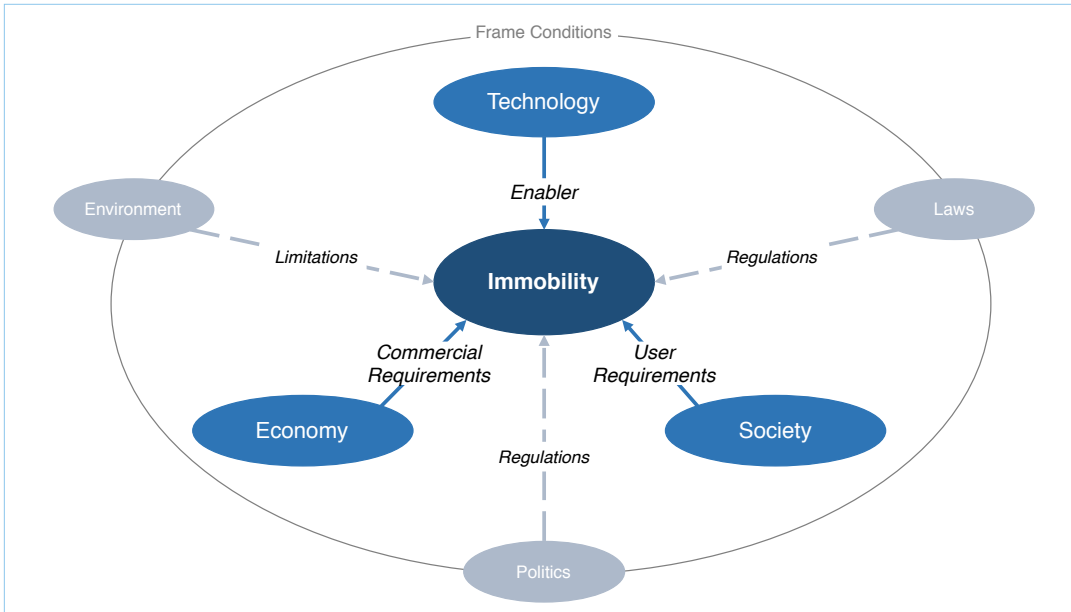 Frame Conditions
Technology
Enabler
Environment
Laws
Limitations
Regulations
Immobility
Commercial
Requirements
User
Requirements
Economy
Society
Regulations
Politics